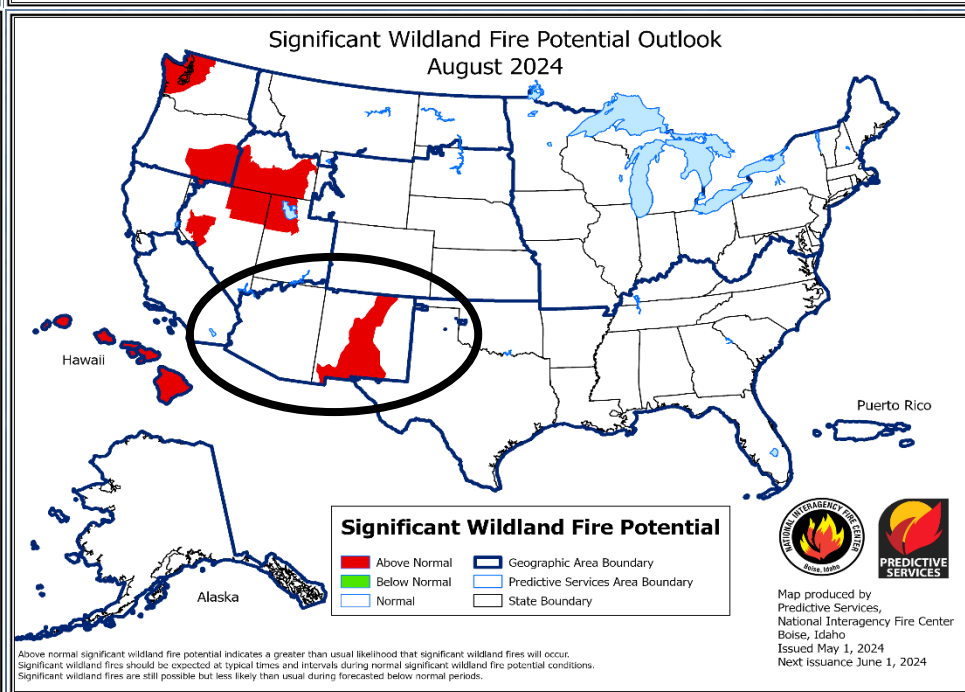 Significant Wildland Fire Potential Outlook
August 2024
Hawaii
Puerto Rico
Alaska
Significant Wildland Fire Potential
Above Normal
Below Normal
Normal
Geographic Area Boundary
Predictive Services Area Boundary
State Boundary
NATIONAL INTERAGENCY FIRE CENTER
Boise, Idaho
PREDICTIVE
SERVICES
Map produced by
Predictive Services,
National Interagency Fire Center
Boise, Idaho
Issued May 1, 2024
Next issuance June 1, 2024
Above normal significant wildland fire potential indicates a greater than usual likelihood that significant wildland fires will occur.
Significant wildland fires should be expected at typical times and intervals during normal significant wildland fire potential conditions.
Significant wildland fires are still possible but less likely than usual during forecasted below normal periods.